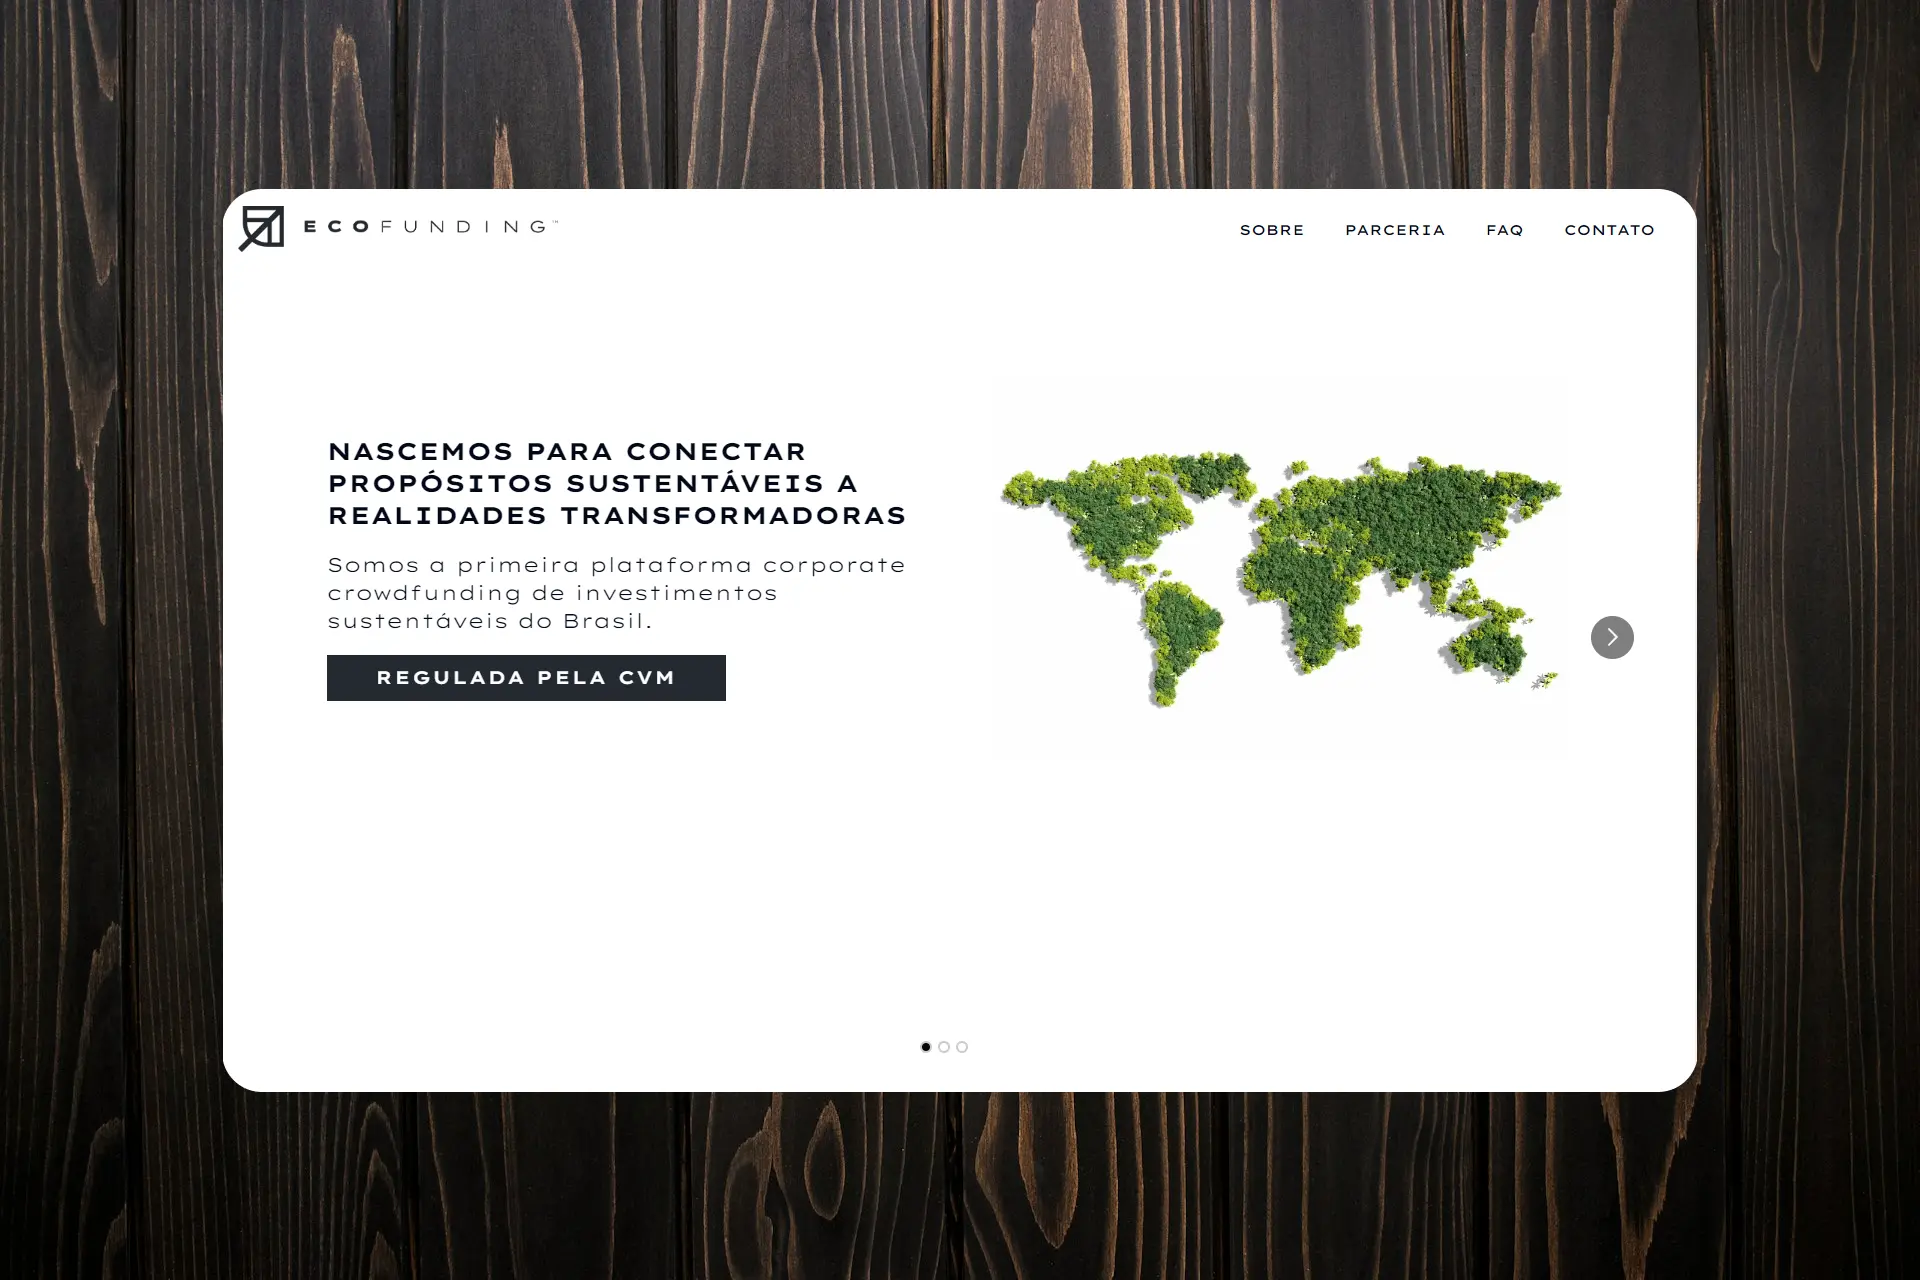 ECOFUNDING™
SOBRE PARCERIA FAQ CONTATO
NASCEMOS PARA CONECTAR
PROPÓSITOS SUSTENTÁVEIS A
REALIDADES TRANSFORMADORAS
Somos a primeira plataforma corporate
crowdfunding de investimentos
sustentáveis do Brasil.
REGULADA PELA CVM